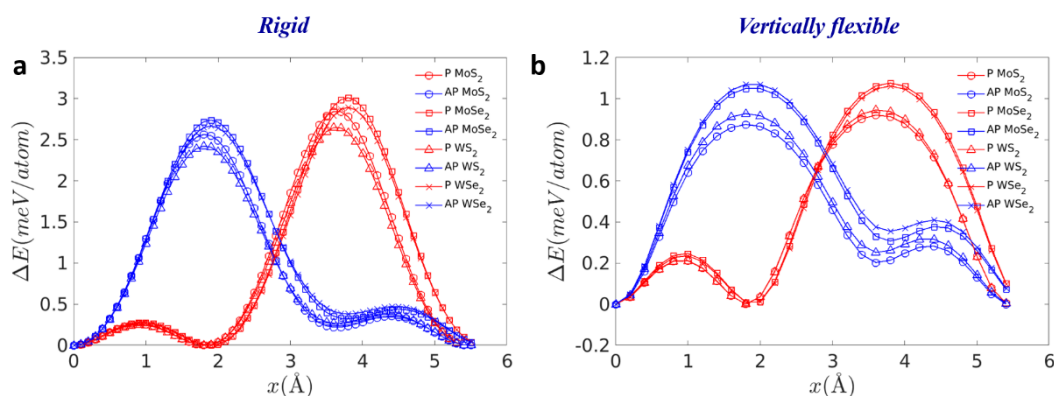 Rigid
Vertically flexible
a
ΔE(meV/atom)
3.5
3
2.5
2
1.5
1
0.5
0
0 1 2 3 4 5 6
x(Å)
P MoS₂
AP MoS₂
P MoSe₂
AP MoSe₂
P WS₂
AP WS₂
P WSe₂
AP WSe₂
b
ΔE(meV/atom)
1.2
1
0.8
0.6
0.4
0.2
0
-0.2
0 1 2 3 4 5 6
x(Å)
P MoS₂
AP MoS₂
P MoSe₂
AP MoSe₂
P WS₂
AP WS₂
P WSe₂
AP WSe₂